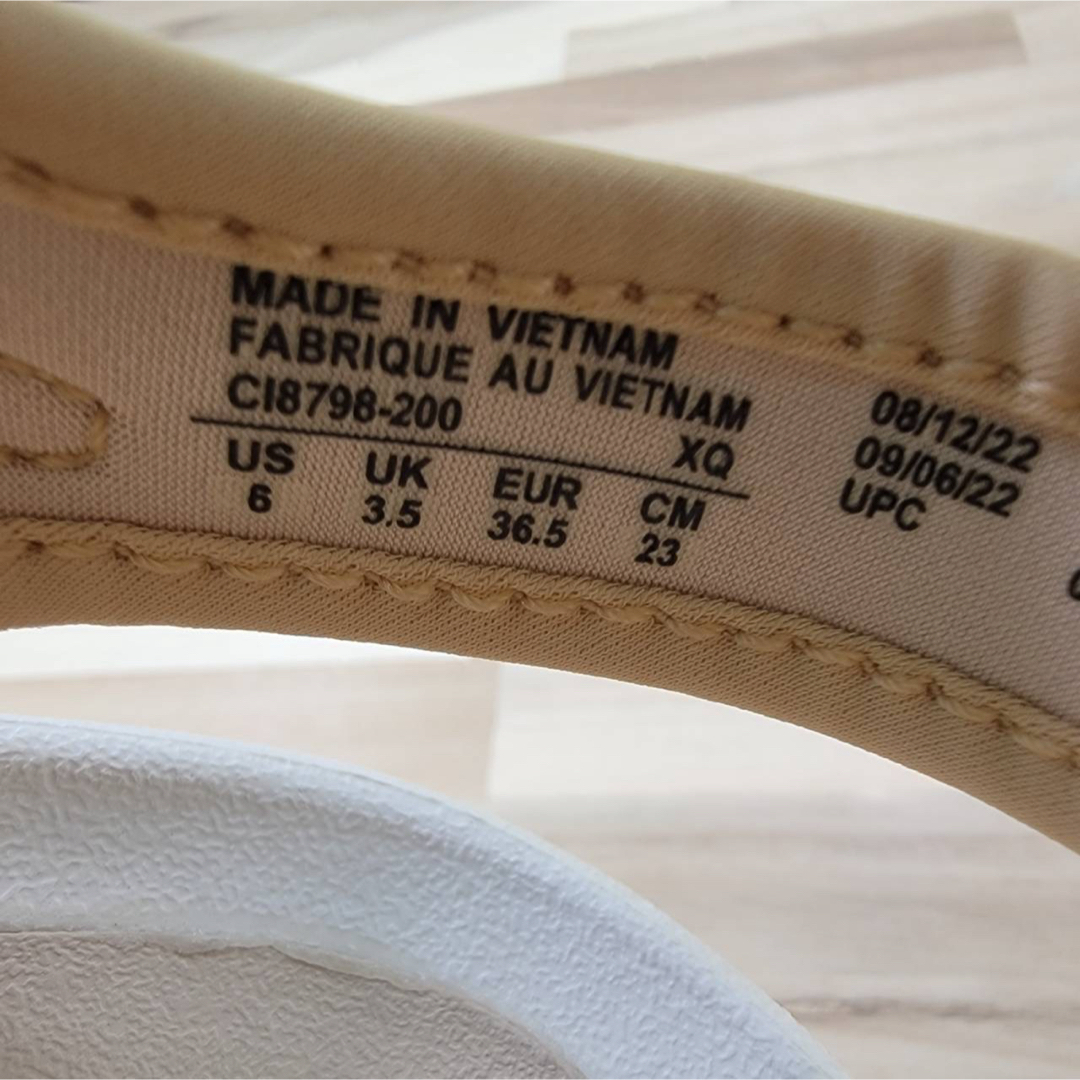 MADE IN VIETNAM
FABRIQUE AU VIETNAM
CI8798-200 XQ
US UK EUR CM
6 3.5 36.5 23
08/12/22
09/06/22
UPC